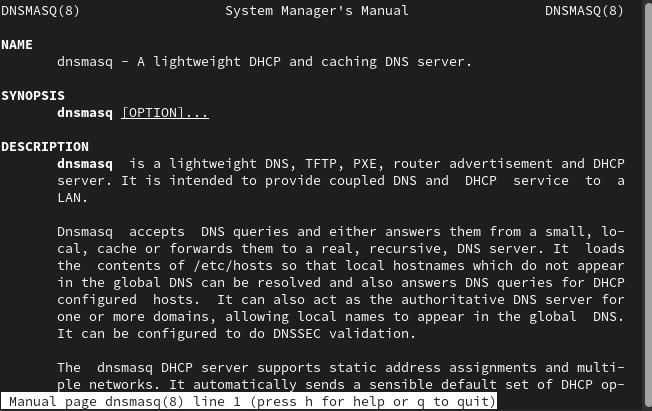 DNSMASQ(8) System Manager's Manual DNSMASQ(8)
NAME
dnsmasq - A lightweight DHCP and caching DNS server.
SYNOPSIS
dnsmasq [OPTION]...
DESCRIPTION
dnsmasq is a lightweight DNS, TFTP, PXE, router advertisement and DHCP
server. It is intended to provide coupled DNS and DHCP service to a
LAN.
Dnsmasq accepts DNS queries and either answers them from a small, lo-
cal, cache or forwards them to a real, recursive, DNS server. It loads
the contents of /etc/hosts so that local hostnames which do not appear
in the global DNS can be resolved and also answers DNS queries for DHCP
configured hosts. It can also act as the authoritative DNS server for
one or more domains, allowing local names to appear in the global DNS.
It can be configured to do DNSSEC validation.
The dnsmasq DHCP server supports static address assignments and multi-
ple networks. It automatically sends a sensible default set of DHCP op-
Manual page dnsmasq(8) line 1 (press h for help or q to quit)